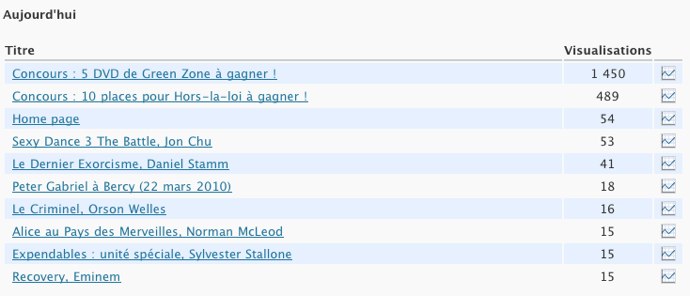 Aujourd'hui
Titre Visualisations
Concours : 5 DVD de Green Zone à gagner ! 1 450
Concours : 10 places pour Hors-la-loi à gagner ! 489
Home page 54
Sexy Dance 3 The Battle, Jon Chu 53
Le Dernier Exorcisme, Daniel Stamm 41
Peter Gabriel à Bercy (22 mars 2010) 18
Le Criminel, Orson Welles 16
Alice au Pays des Merveilles, Norman McLeod 15
Expendables : unité spéciale, Sylvester Stallone 15
Recovery, Eminem 15